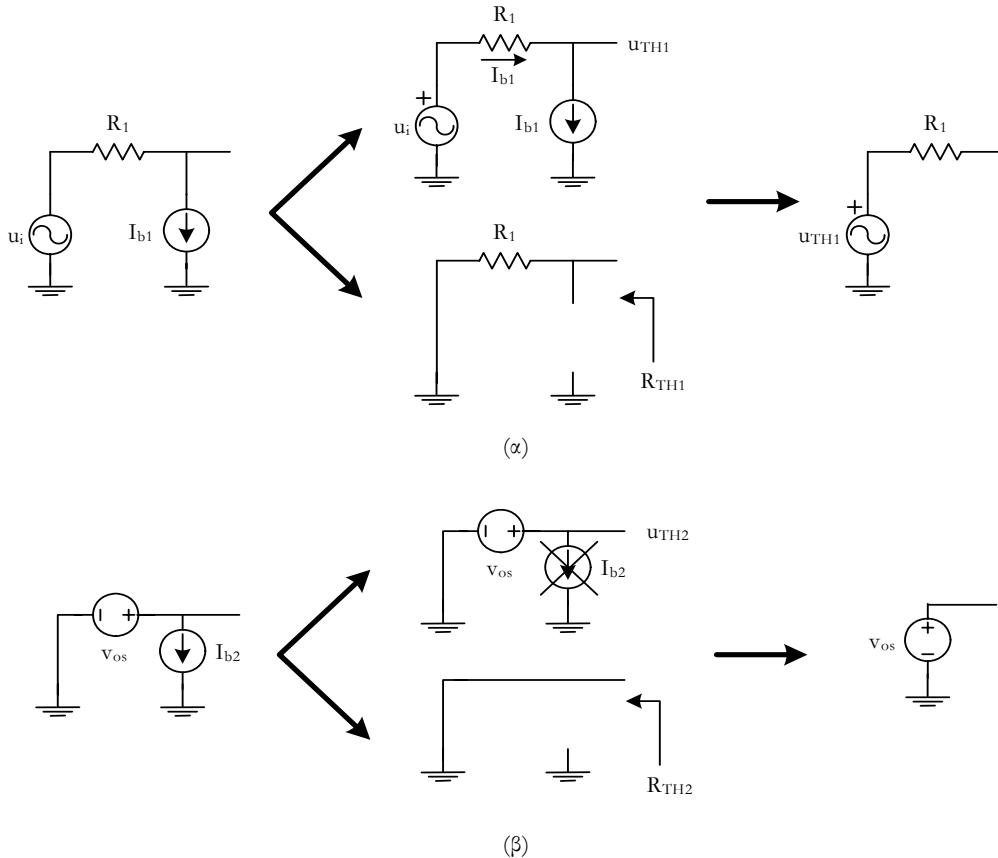 R1
ui
Ib1
R1
Ib1
+
ui
Ib1
uTH1
R1
RTH1
R1
+
uTH1
(α)
vos
+
Ib2
vos
+
Ib2
uTH2
RTH2
vos
+
−
(β)